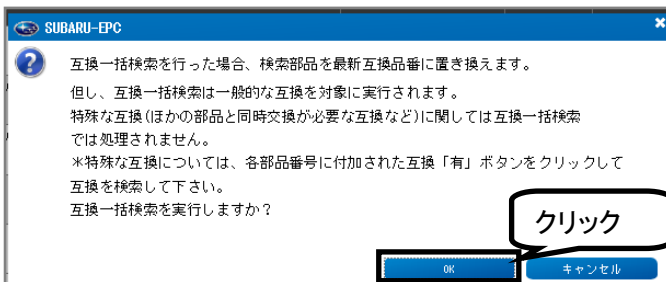 SUBARU-EPC
互換一括検索を行った場合、検索部品を最新互換品番に置き換えます。
但し、互換一括検索は一般的な互換を対象に実行されます。
特殊な互換(ほかの部品と同時交換が必要な互換など)に関しては互換一括検索
では処理されません。
※特殊な互換については、各部品番号に付加された互換「有」ボタンをクリックして
互換を検索して下さい。
互換一括検索を実行しますか？
クリック
OK
キャンセル